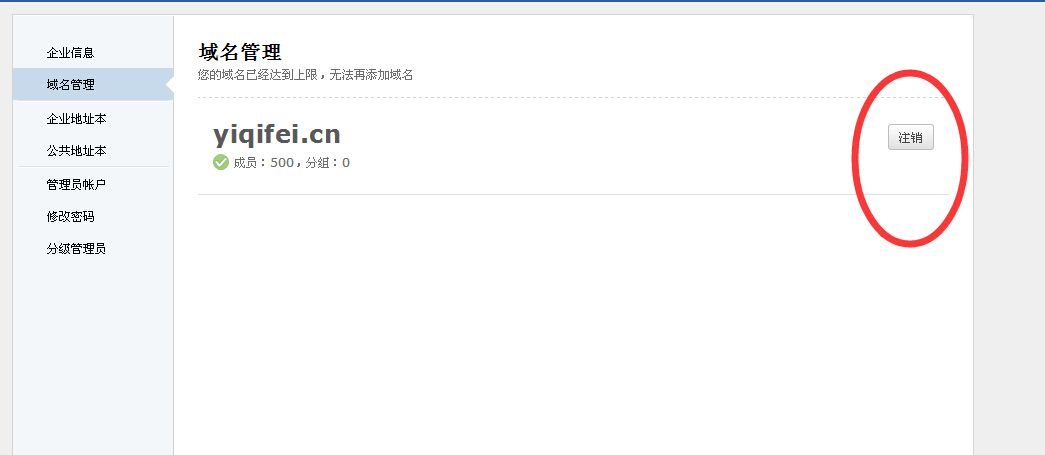 企业信息
域名管理
企业地址本
公共地址本
管理员帐户
修改密码
分级管理员
域名管理
您的域名已经达到上限，无法再添加域名
yiqifei.cn
注销
成员：500，分组：0